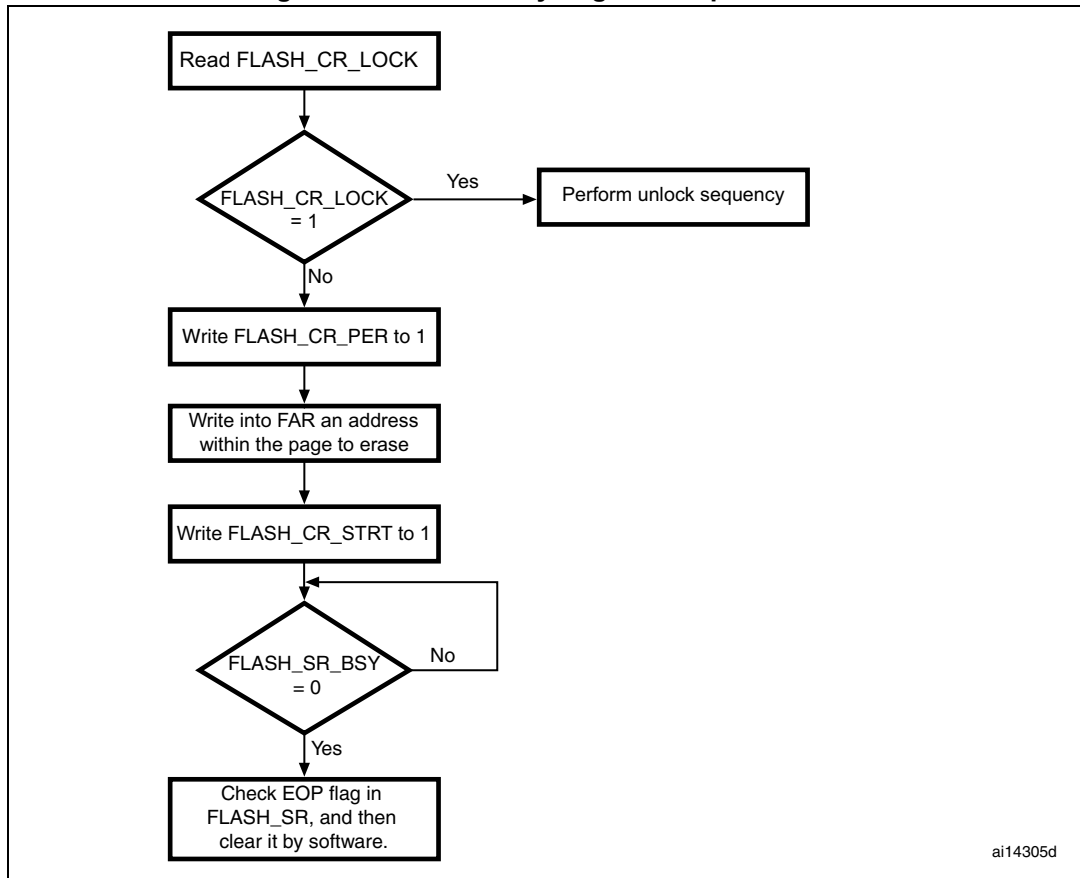 Read FLASH_CR_LOCK
FLASH_CR_LOCK
= 1
Yes
Perform unlock sequency
No
Write FLASH_CR_PER to 1
Write into FAR an address
within the page to erase
Write FLASH_CR_STRT to 1
FLASH_SR_BSY
= 0
No
Yes
Check EOP flag in
FLASH_SR, and then
clear it by software.
ai14305d